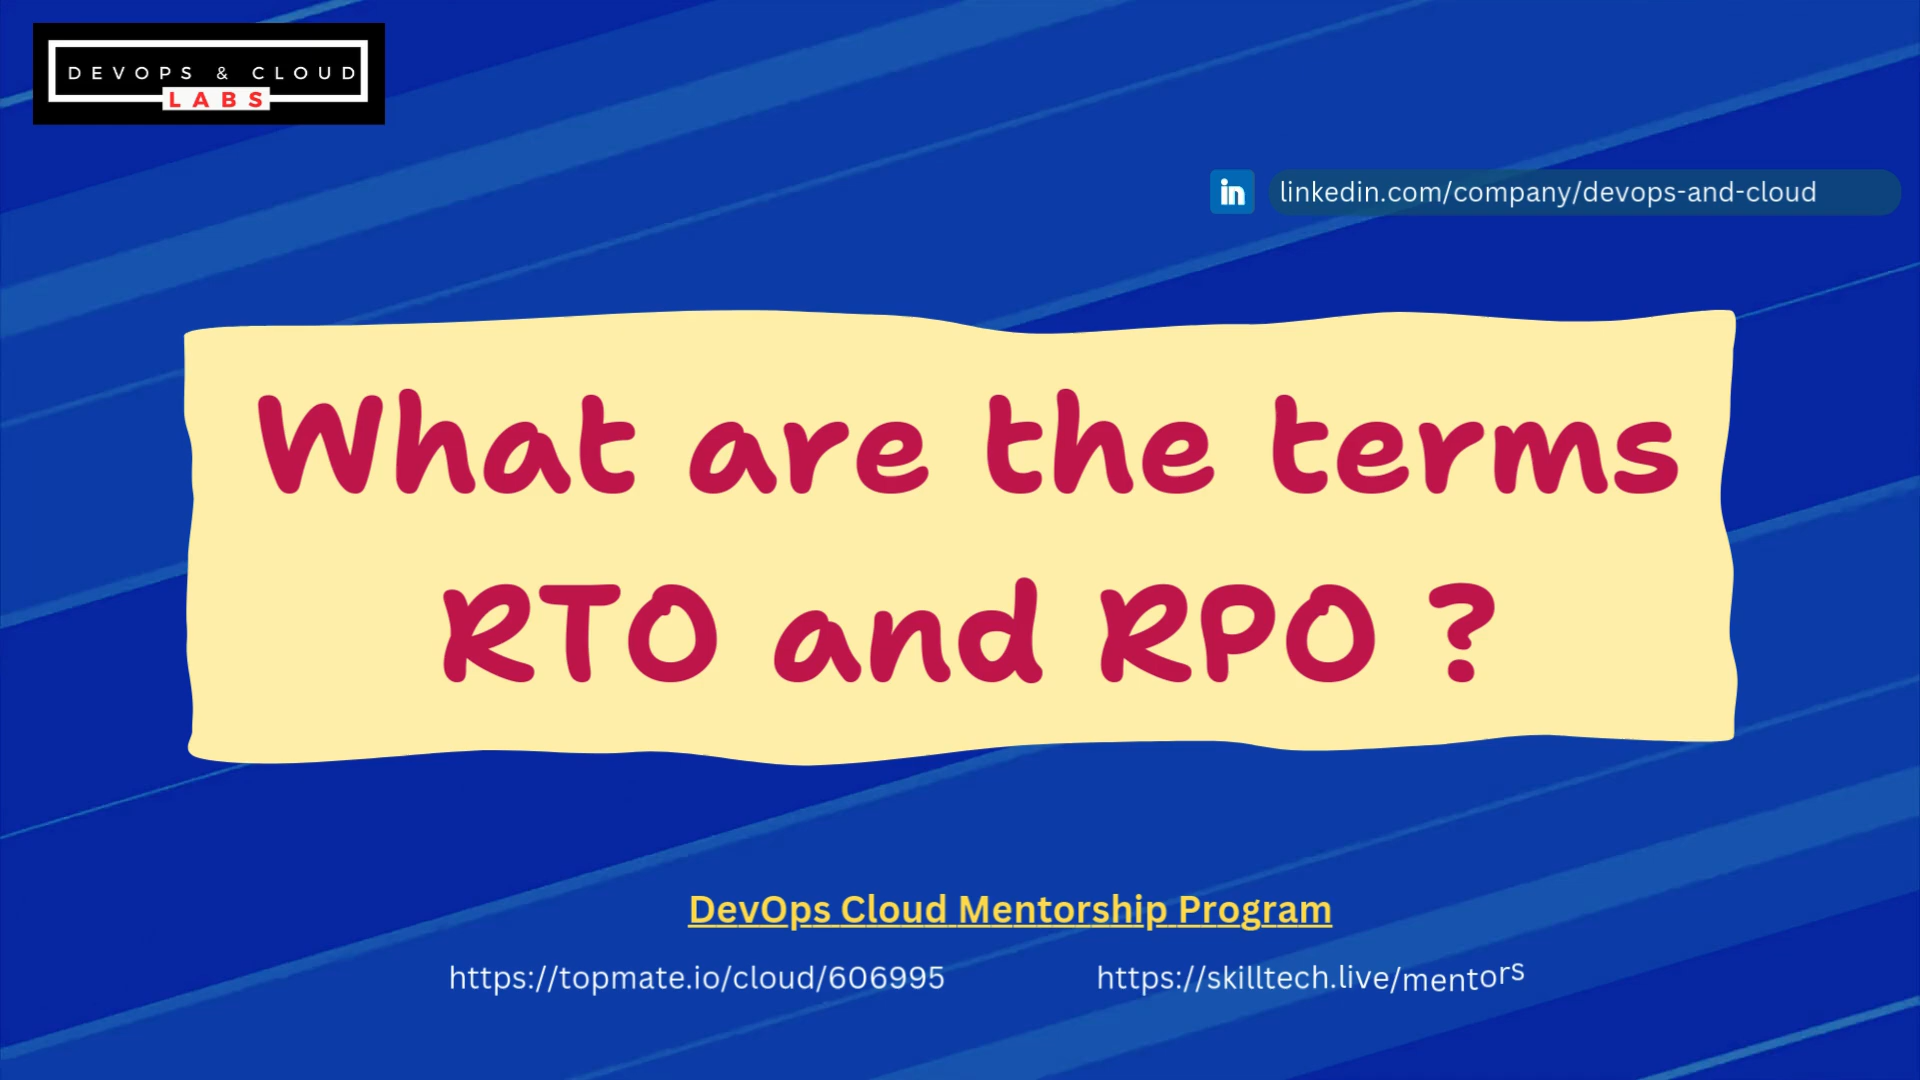 DEVOPS & CLOUD
LABS
linkedin.com/company/devops-and-cloud
What are the terms
RTO and RPO ?
DevOps Cloud Mentorship Program
https://topmate.io/cloud/606995
https://skilltech.live/mentors